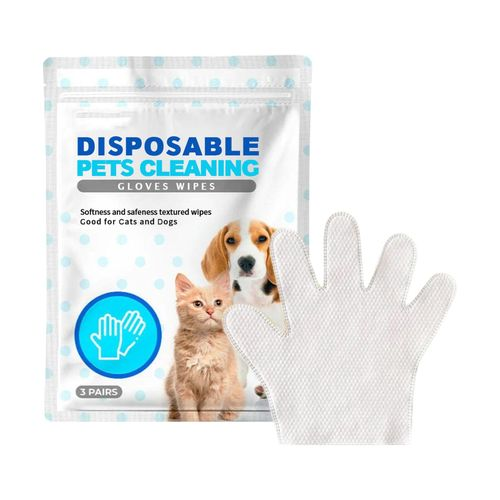 DISPOSABLE
PETS CLEANING
GLOVES WIPES
Softness and safeness textured wipes
Good for Cats and Dogs
3 PAIRS